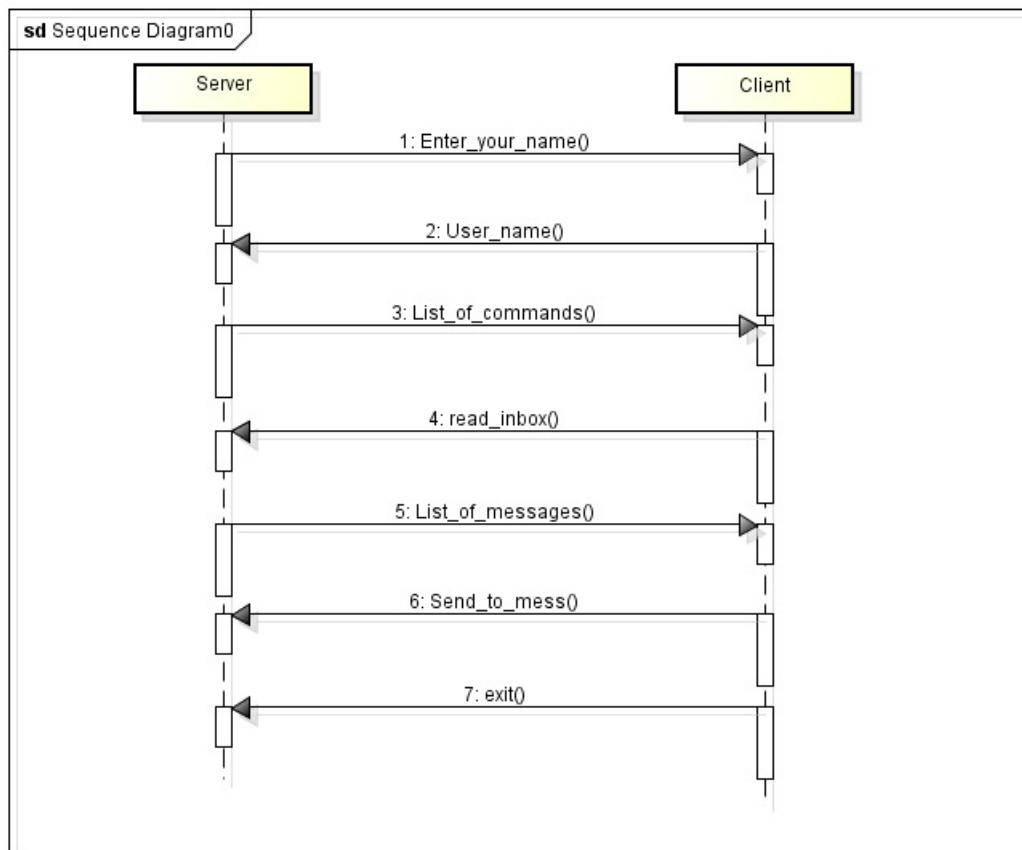 sd Sequence Diagram0
Server
Client
1: Enter_your_name()
2: User_name()
3: List_of_commands()
4: read_inbox()
5: List_of_messages()
6: Send_to_mess()
7: exit()